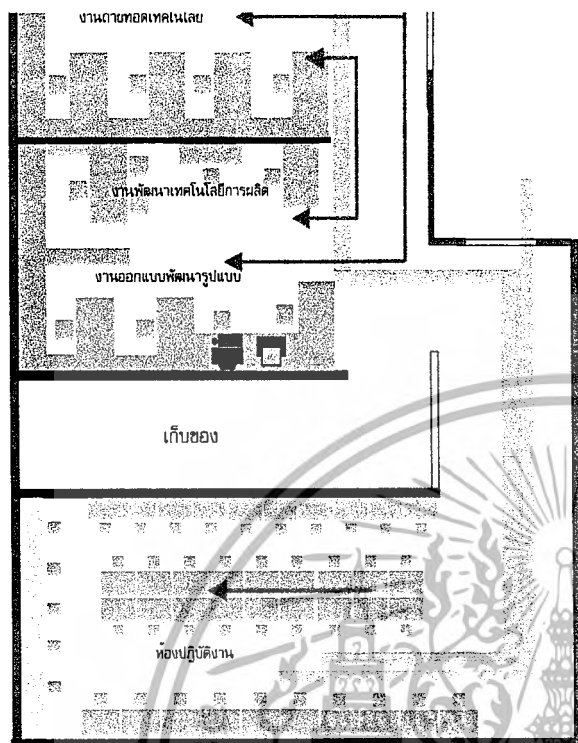 งานถ่ายทอดเทคโนโลยี
งานพัฒนาเทคโนโลยีการผลิต
งานออกแบบพัฒนารูปแบบ
เก็บของ
ห้องปฏิบัติงาน